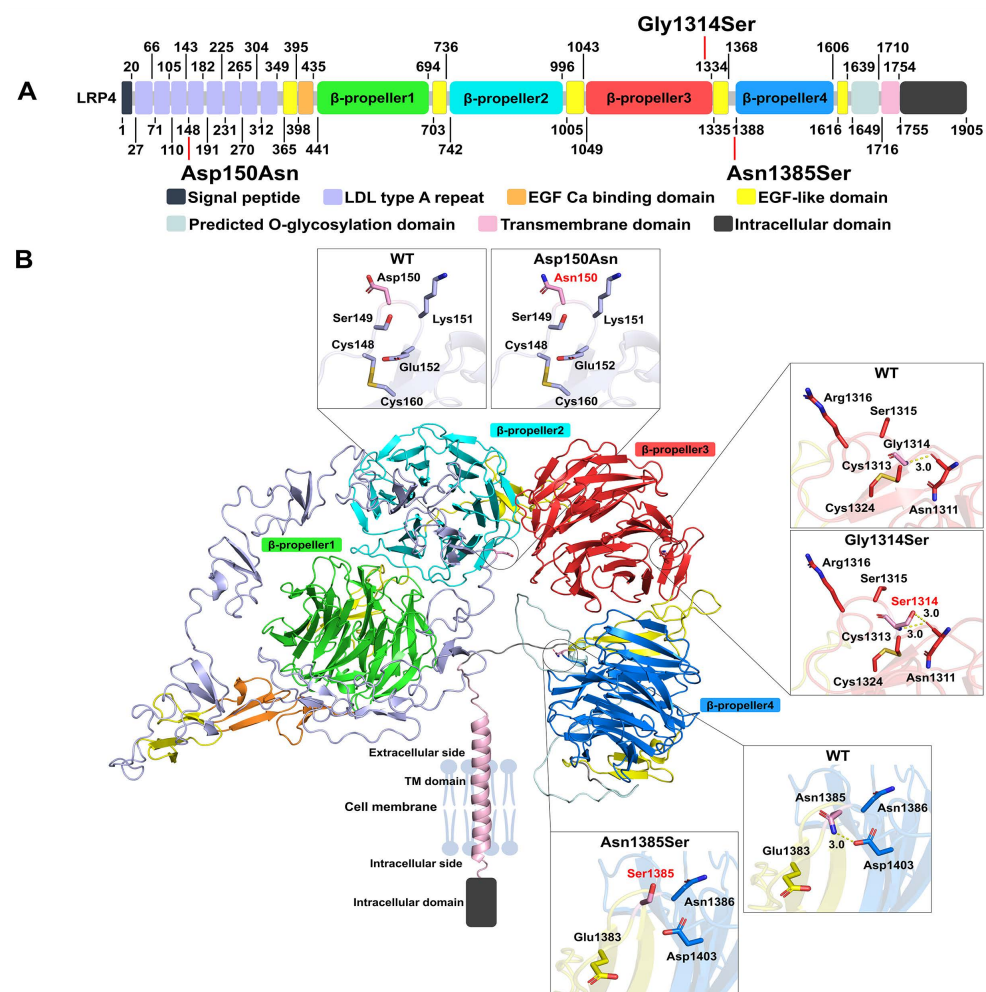 A
Gly1314Ser
66 143 225 304 395 736 1043 1368 1606 1710
20 105 182 265 349 435 694 996 1334 1639 1754
LRP4
β-propeller1 β-propeller2 β-propeller3 β-propeller4
1 71 148 231 312 398 703 1005 1335 1388 1616 1649 1755 1905
27 110 191 270 365 441 742 1049 1716
Asp150Asn Asn1385Ser
Signal peptide LDL type A repeat EGF Ca binding domain EGF-like domain
Predicted O-glycosylation domain Transmembrane domain Intracellular domain
B
WT
Asp150
Ser149
Lys151
Cys148
Glu152
Cys160
Asp150Asn
Asn150
Ser149
Lys151
Cys148
Glu152
Cys160
β-propeller2
β-propeller3
β-propeller1
β-propeller4
WT
Arg1316
Ser1315
Gly1314
Cys1313
3.0
Cys1324
Asn1311
Gly1314Ser
Arg1316
Ser1315
Ser1314
3.0
Cys1313
3.0
Cys1324
Asn1311
Extracellular side
TM domain
Cell membrane
Intracellular side
Intracellular domain
WT
Asn1385
Asn1386
3.0
Glu1383
Asp1403
Asn1385Ser
Ser1385
Asn1386
Glu1383
Asp1403